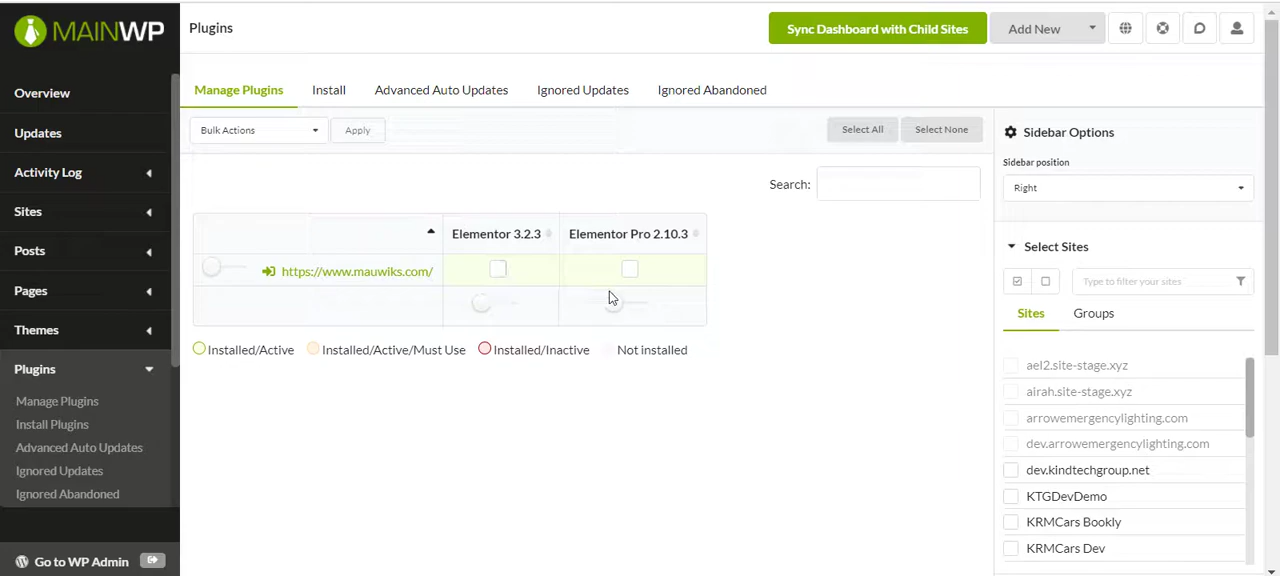 MAINWP
Plugins
Sync Dashboard with Child Sites
Add New
Overview
Updates
Activity Log
Sites
Posts
Pages
Themes
Plugins
Manage Plugins
Install Plugins
Advanced Auto Updates
Ignored Updates
Ignored Abandoned
Go to WP Admin
Manage Plugins
Install
Advanced Auto Updates
Ignored Updates
Ignored Abandoned
Bulk Actions
Apply
Select All
Select None
Search:
Elementor 3.2.3
Elementor Pro 2.10.3
https://www.mauwiks.com/
Installed/Active
Installed/Active/Must Use
Installed/Inactive
Not installed
Sidebar Options
Sidebar position
Right
Select Sites
Type to filter your sites
Sites
Groups
ael2.site-stage.xyz
airah.site-stage.xyz
arrowemergencylighting.com
dev.arrowemergencylighting.com
dev.kindtechgroup.net
KTGDevDemo
KRMCars Bookly
KRMCars Dev